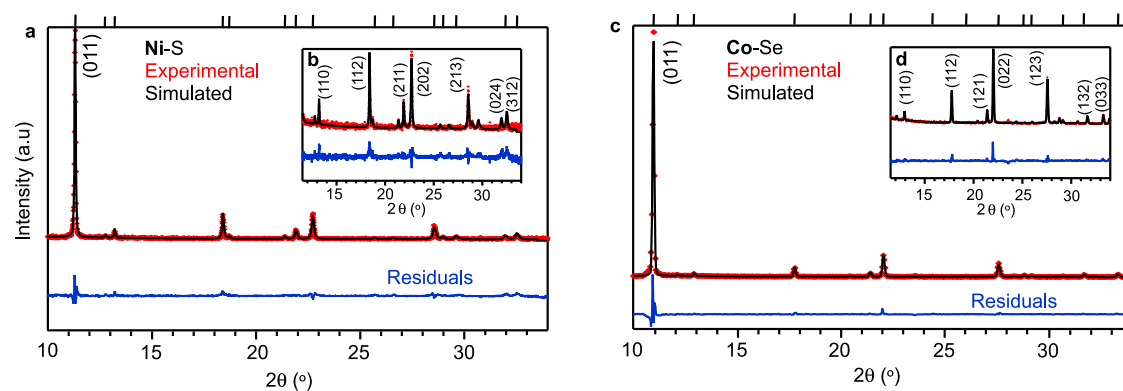 a
Ni-S
Experimental
Simulated
(011)
b
(110)
(112)
(211)
(202)
(213)
(024)
(312)
15
20
25
30
2θ (º)
Residuals
Intensity (a.u)
10
15
20
25
30
2θ (º)
c
Co-Se
Experimental
Simulated
(011)
d
(110)
(112)
(121)
(022)
(123)
(132)
(033)
15
20
25
30
2θ (º)
Residuals
10
15
20
25
30
2θ (º)